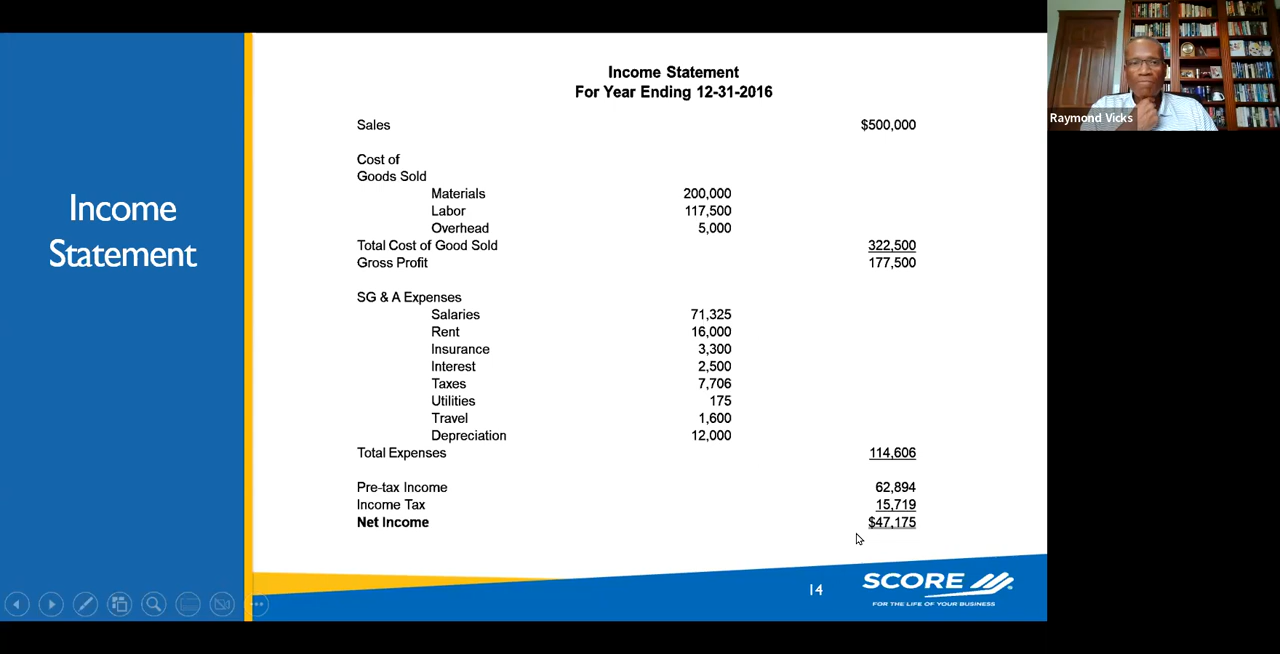 Income Statement
For Year Ending 12-31-2016
Sales $500,000
Cost of
Goods Sold
Materials 200,000
Labor 117,500
Overhead 5,000
Total Cost of Good Sold 322,500
Gross Profit 177,500
SG & A Expenses
Salaries 71,325
Rent 16,000
Insurance 3,300
Interest 2,500
Taxes 7,706
Utilities 175
Travel 1,600
Depreciation 12,000
Total Expenses 114,606
Pre-tax Income 62,894
Income Tax 15,719
Net Income $47,175
Income
Statement
Raymond Vicks
14
SCORE
FOR THE LIFE OF YOUR BUSINESS